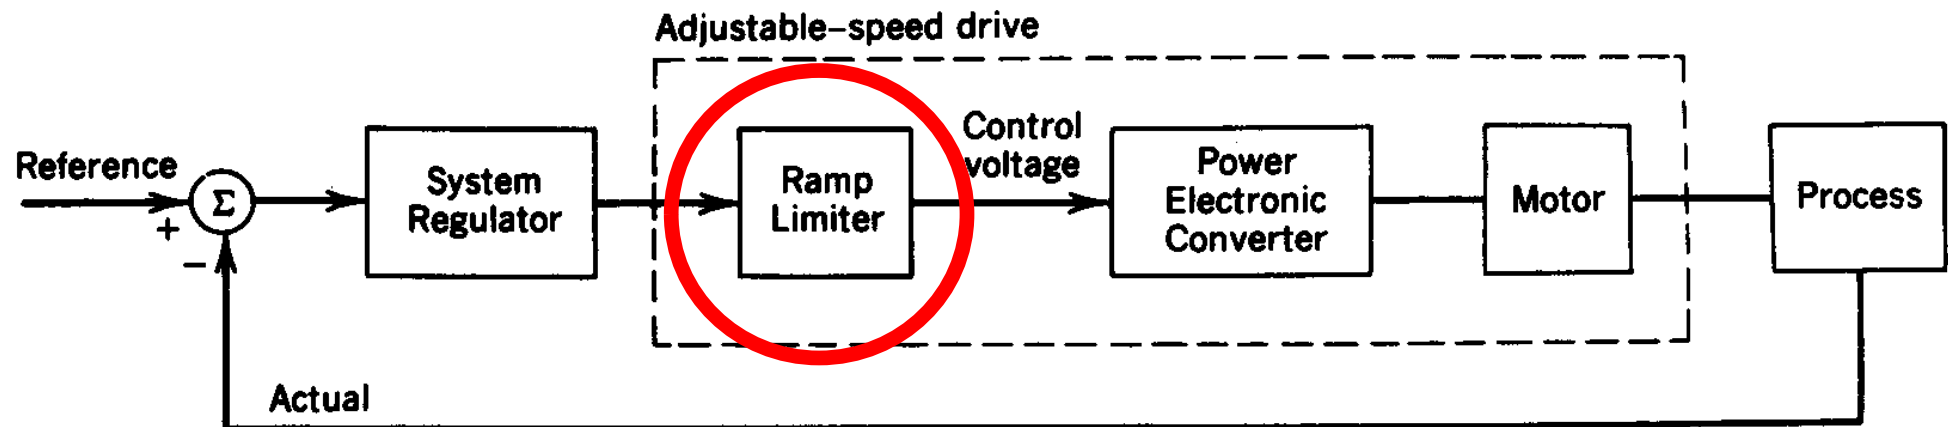 Adjustable-speed drive
Reference
+
Σ
-
System
Regulator
Ramp
Limiter
Control
voltage
Power
Electronic
Converter
Motor
Process
Actual